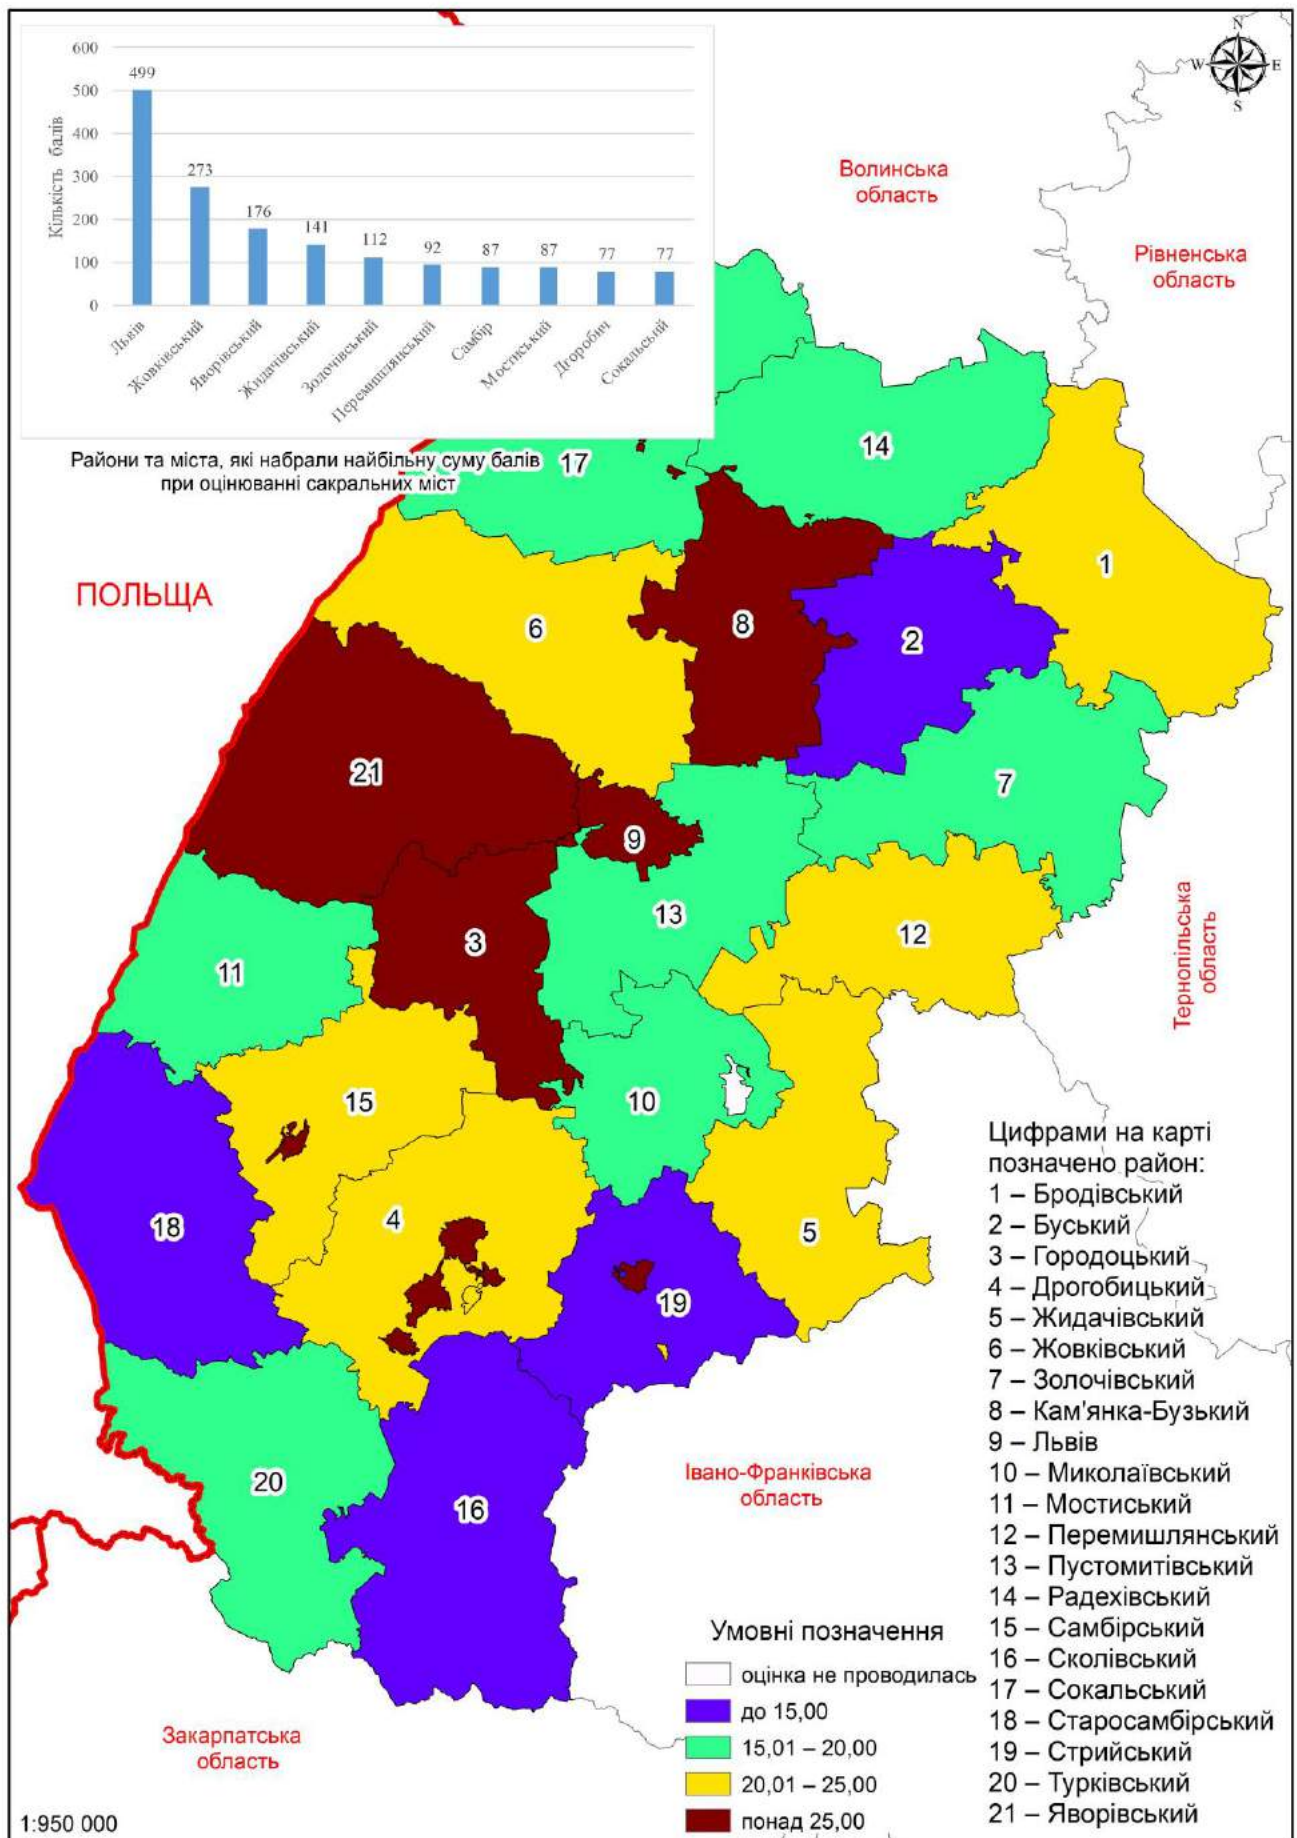 N
W
E
S
600
500
400
300
200
100
0
Кількість балів
499
273
176
141
112
92
87
87
77
77
Львів
Жовківський
Яворівський
Жидачівський
Золочівський
Перемишлянський
Самбір
Мостиський
Дгоробич
Сокальський
Райони та міста, які набрали найбільну суму балів
при оцінюванні сакральних міст
Волинська
область
Рівненська
область
ПОЛЬЩА
Тернопільська
область
Івано-Франківська
область
Закарпатська
область
17
14
1
6
8
2
21
7
9
13
12
3
11
15
10
4
5
18
19
20
16
Цифрами на карті
позначено район:
1 – Бродівський
2 – Буський
3 – Городоцький
4 – Дрогобицький
5 – Жидачівський
6 – Жовківський
7 – Золочівський
8 – Кам'янка-Бузький
9 – Львів
10 – Миколаївський
11 – Мостиський
12 – Перемишлянський
13 – Пустомитівський
14 – Радехівський
15 – Самбірський
16 – Сколівський
17 – Сокальський
18 – Старосамбірський
19 – Стрийський
20 – Турківський
21 – Яворівський
Умовні позначення
оцінка не проводилась
до 15,00
15,01 – 20,00
20,01 – 25,00
понад 25,00
1:950 000